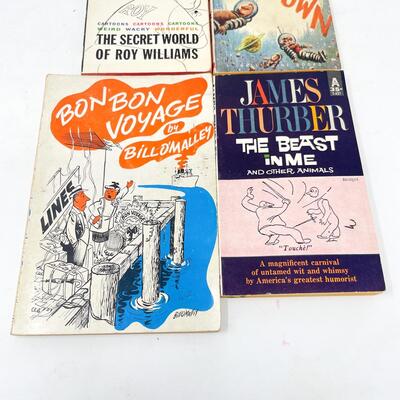 ROY
CARTOONS CARTOONS CARTOONS
WEIRD WACKY WONDERFUL
THE SECRET WORLD
OF ROY WILLIAMS
OWN
BON-BON
VOYAGE
by
BILL O'MALLEY
LINES
JAMES
THURBER
A
35¢
THE BEAST
IN ME
AND OTHER ANIMALS
"Touché!"
A magnificent carnival
of untamed wit and whimsy
by America's greatest humorist